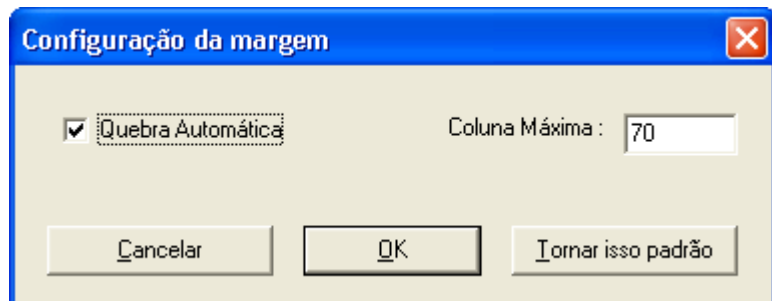 Configuração da margem
Quebra Automática Coluna Máxima : 70
Cancelar OK Tornar isso padrão